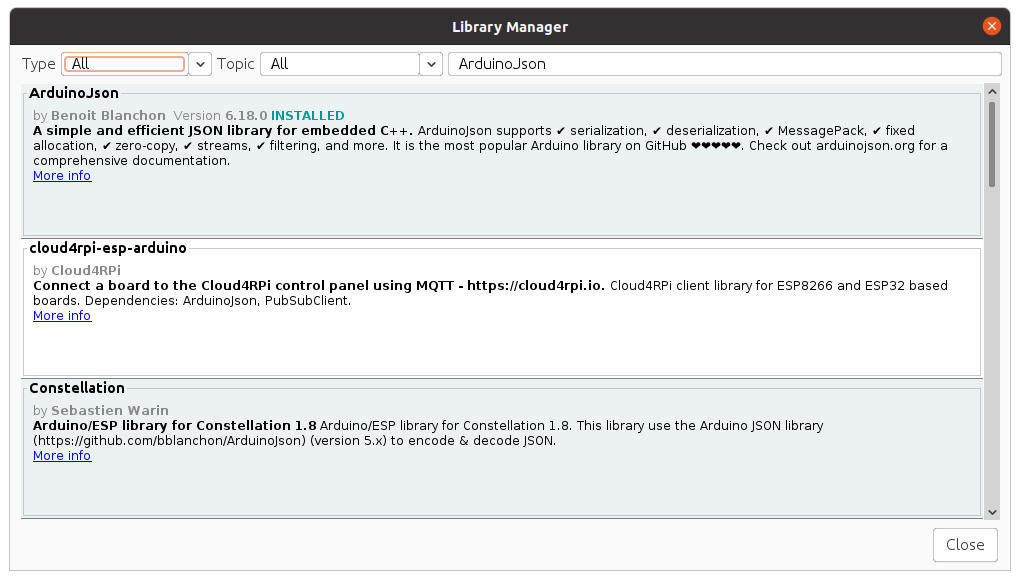 Library Manager
Type All Topic All ArduinoJson
ArduinoJson
by Benoit Blanchon Version 6.18.0 INSTALLED
A simple and efficient JSON library for embedded C++. ArduinoJson supports ✔ serialization, ✔ deserialization, ✔ MessagePack, ✔ fixed
allocation, ✔ zero-copy, ✔ streams, ✔ filtering, and more. It is the most popular Arduino library on GitHub ❤❤❤❤❤. Check out arduinojson.org for a
comprehensive documentation.
More info
cloud4rpi-esp-arduino
by Cloud4RPi
Connect a board to the Cloud4RPi control panel using MQTT - https://cloud4rpi.io. Cloud4RPi client library for ESP8266 and ESP32 based
boards. Dependencies: ArduinoJson, PubSubClient.
More info
Constellation
by Sebastien Warin
Arduino/ESP library for Constellation 1.8 Arduino/ESP library for Constellation 1.8. This library use the Arduino JSON library
(https://github.com/bblanchon/ArduinoJson) (version 5.x) to encode & decode JSON.
More info
Close